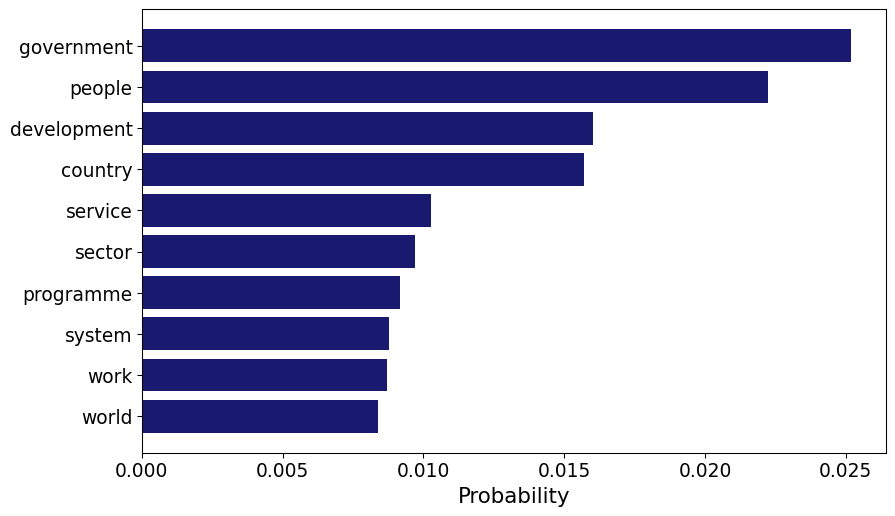 government
people
development
country
service
sector
programme
system
work
world
0.000 0.005 0.010 0.015 0.020 0.025
Probability